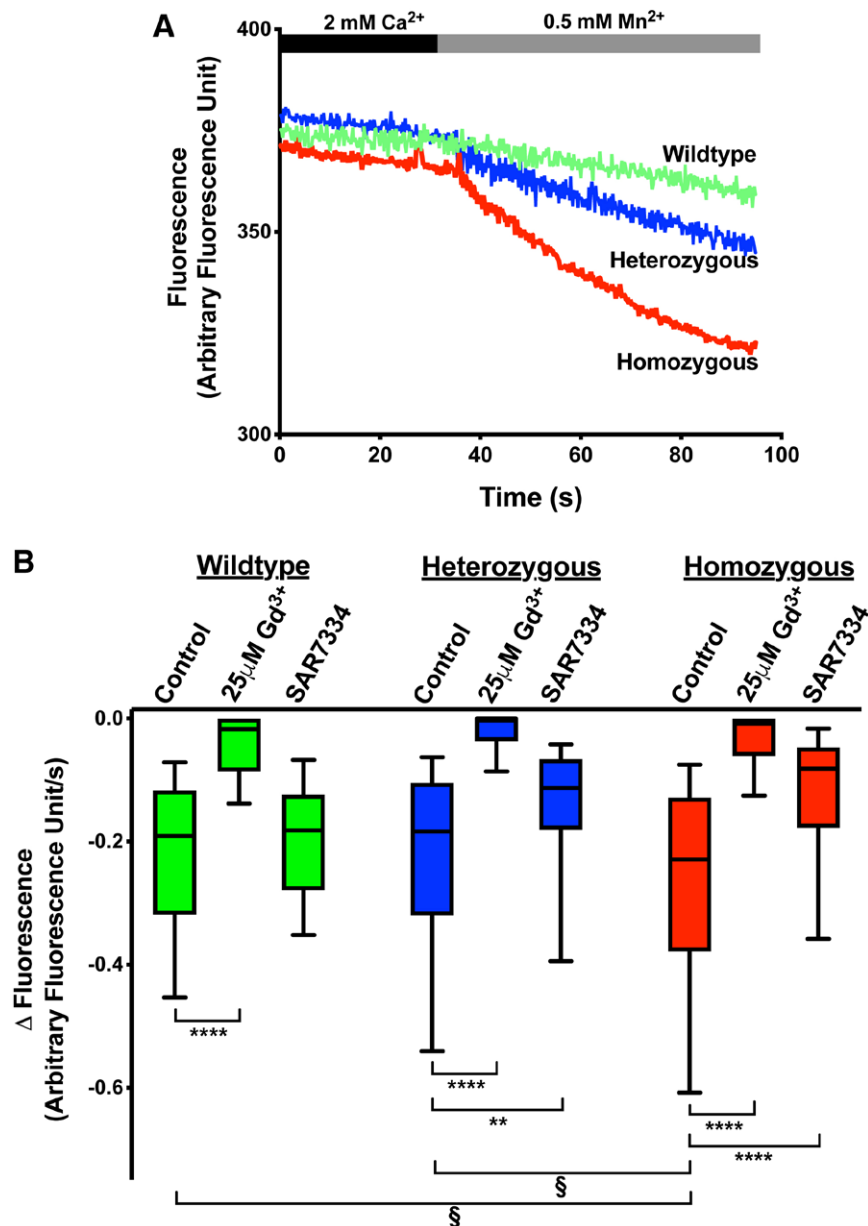 A
2 mM Ca²⁺ 0.5 mM Mn²⁺
400
350
300
Fluorescence
(Arbitrary Fluorescence Unit)
Wildtype
Heterozygous
Homozygous
0 20 40 60 80 100
Time (s)
B
Wildtype Heterozygous Homozygous
Control 25μM Gd³⁺ SAR7334 Control 25μM Gd³⁺ SAR7334 Control 25μM Gd³⁺ SAR7334
0.0
-0.2
-0.4
-0.6
Δ Fluorescence
(Arbitrary Fluorescence Unit/s)
****
****
**
****
****
§
§